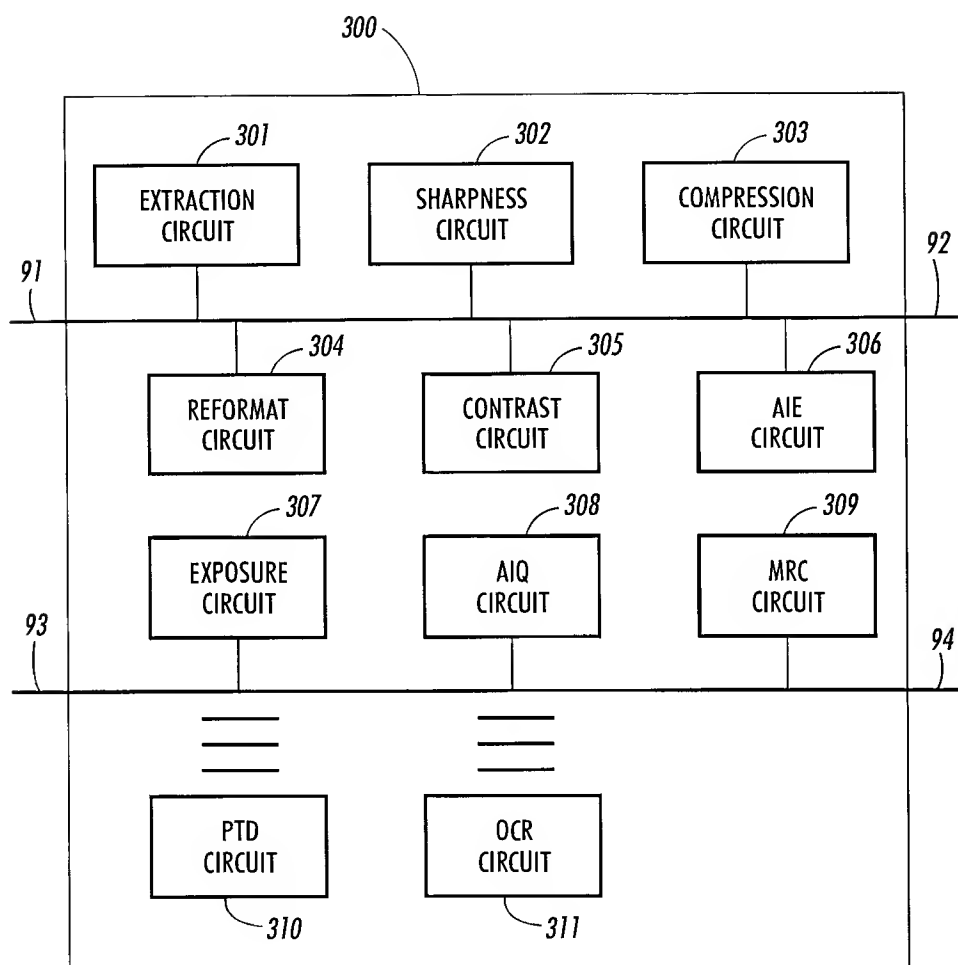 300
301
302
303
EXTRACTION
CIRCUIT
SHARPNESS
CIRCUIT
COMPRESSION
CIRCUIT
91
92
304
305
306
REFORMAT
CIRCUIT
CONTRAST
CIRCUIT
AIE
CIRCUIT
307
308
309
EXPOSURE
CIRCUIT
AIQ
CIRCUIT
MRC
CIRCUIT
93
94
PTD
CIRCUIT
OCR
CIRCUIT
310
311